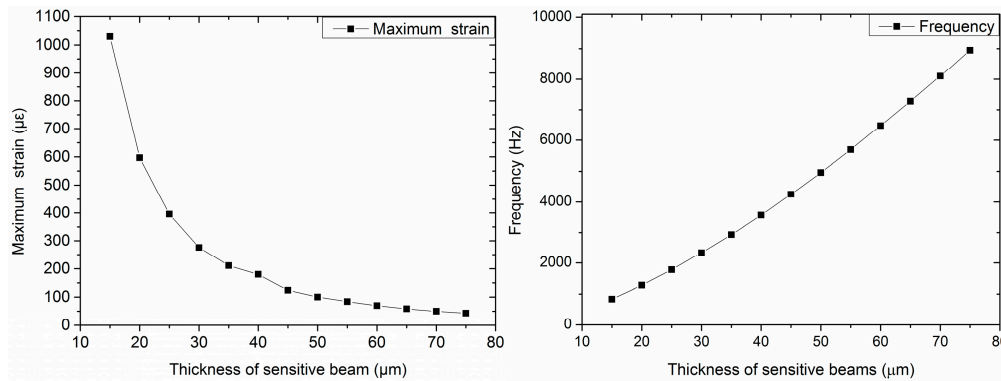 Maximum strain
1100
1000
900
800
700
600
500
400
300
200
100
0
Maximum strain (με)
10 20 30 40 50 60 70 80
Thickness of sensitive beam (μm)
Frequency
10000
8000
6000
4000
2000
0
Frequency (Hz)
10 20 30 40 50 60 70 80
Thickness of sensitive beams (μm)